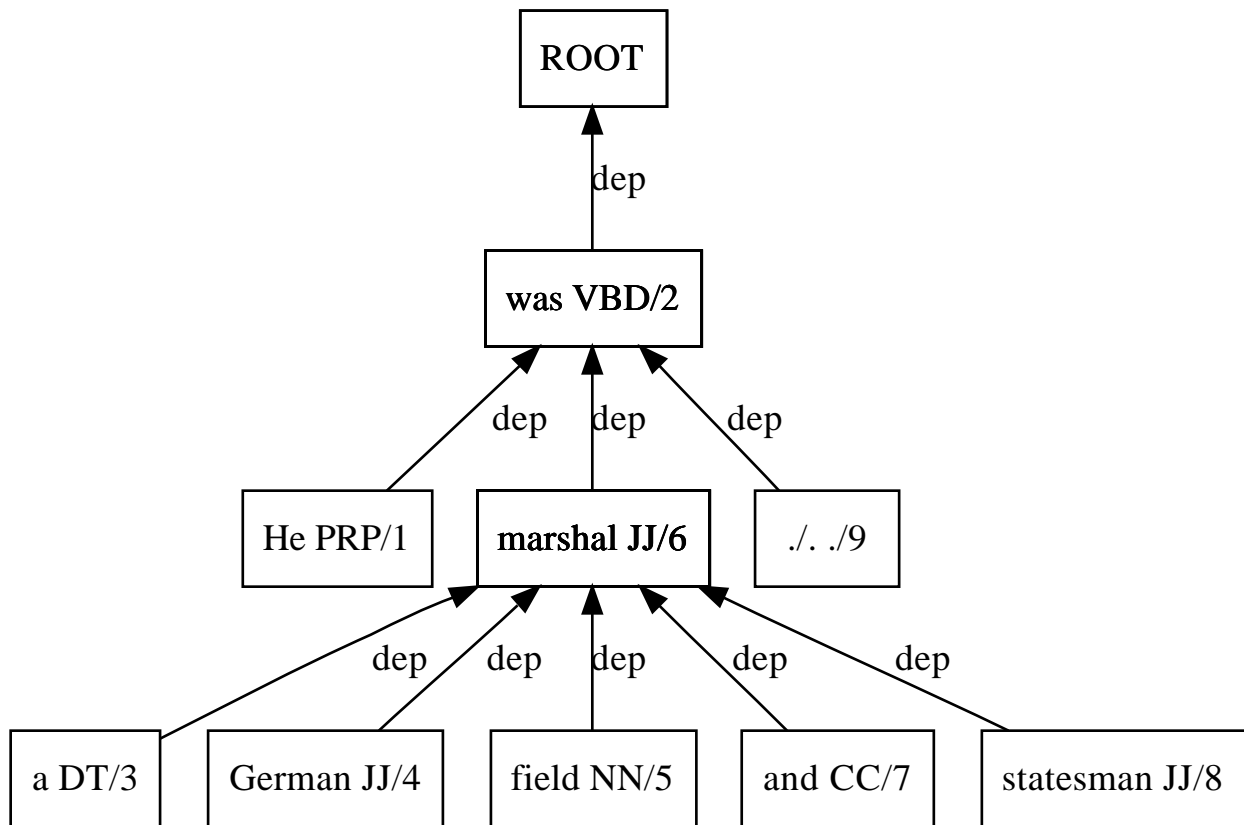 ROOT
dep
was VBD/2
dep dep dep
He PRP/1 marshal JJ/6 ./. ./9
dep dep dep dep dep
a DT/3 German JJ/4 field NN/5 and CC/7 statesman JJ/8